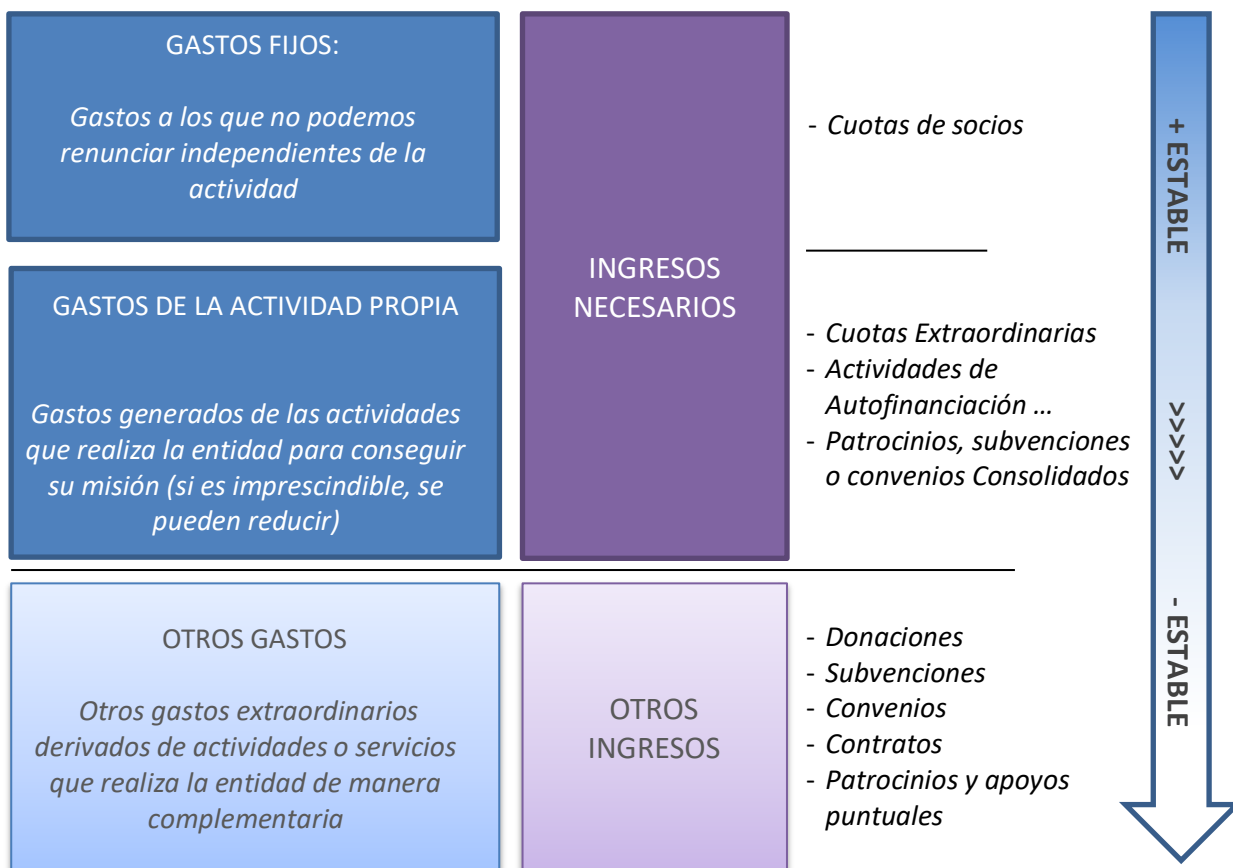 GASTOS FIJOS:
Gastos a los que no podemos
renunciar independientes de la
actividad
GASTOS DE LA ACTIVIDAD PROPIA
Gastos generados de las actividades
que realiza la entidad para conseguir
su misión (si es imprescindible, se
pueden reducir)
INGRESOS
NECESARIOS
- Cuotas de socios
- Cuotas Extraordinarias
- Actividades de
Autofinanciación ...
- Patrocinios, subvenciones
o convenios Consolidados
OTROS GASTOS
Otros gastos extraordinarios
derivados de actividades o servicios
que realiza la entidad de manera
complementaria
OTROS
INGRESOS
- Donaciones
- Subvenciones
- Convenios
- Contratos
- Patrocinios y apoyos
puntuales
+ ESTABLE
>>>>>
- ESTABLE